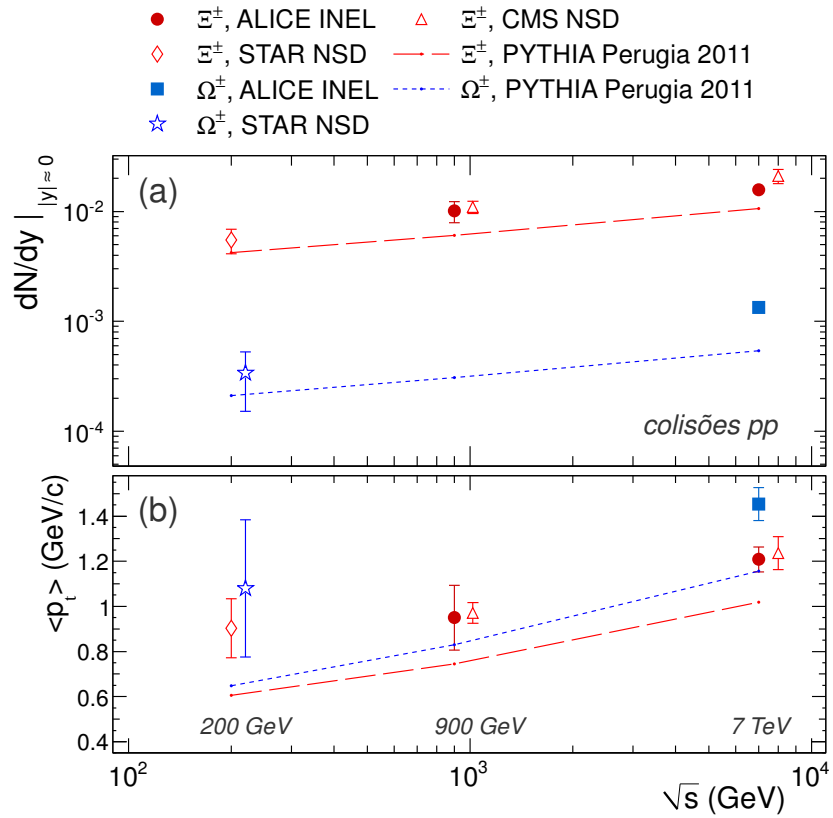 Ξ±, ALICE INEL
Ξ±, CMS NSD
Ξ±, STAR NSD
Ξ±, PYTHIA Perugia 2011
Ω±, ALICE INEL
Ω±, PYTHIA Perugia 2011
Ω±, STAR NSD
(a)
dN/dy | |y| ≈ 0
10⁻²
10⁻³
10⁻⁴
colisões pp
(b)
<pt> (GeV/c)
1.4
1.2
1
0.8
0.6
0.4
200 GeV
900 GeV
7 TeV
10²
10³
10⁴
√s (GeV)